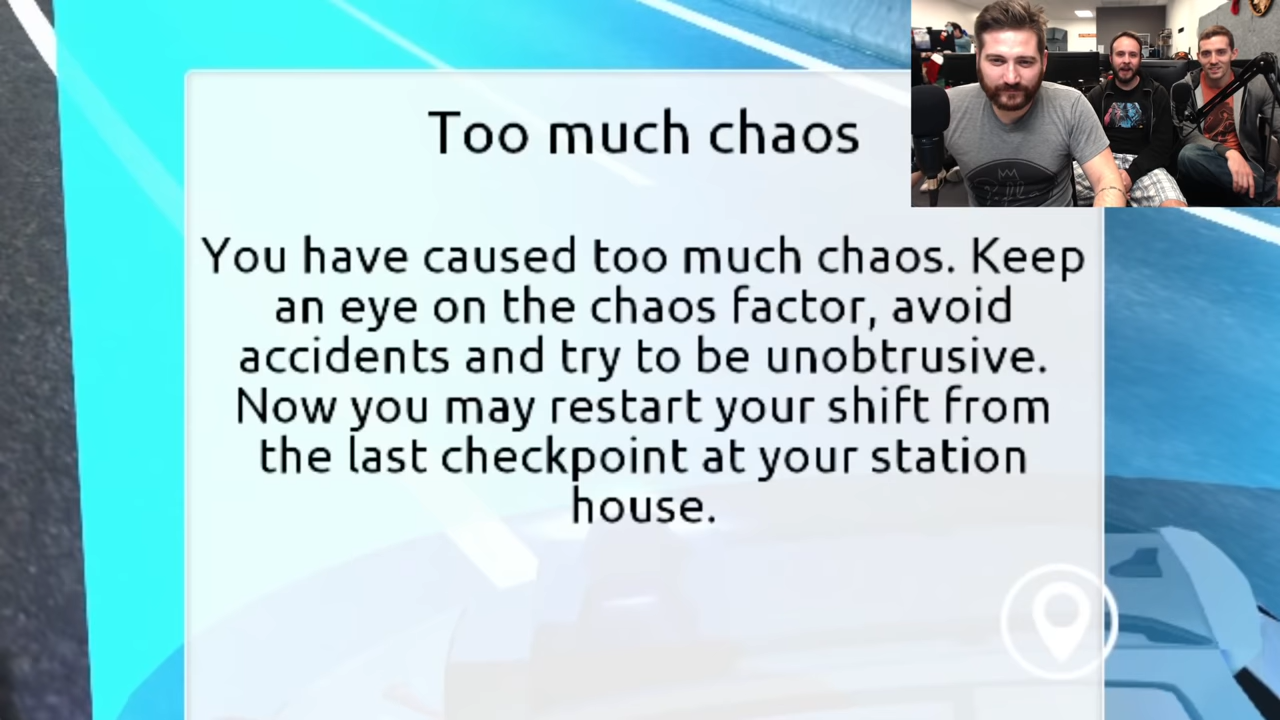 Too much chaos
You have caused too much chaos. Keep
an eye on the chaos factor, avoid
accidents and try to be unobtrusive.
Now you may restart your shift from
the last checkpoint at your station
house.